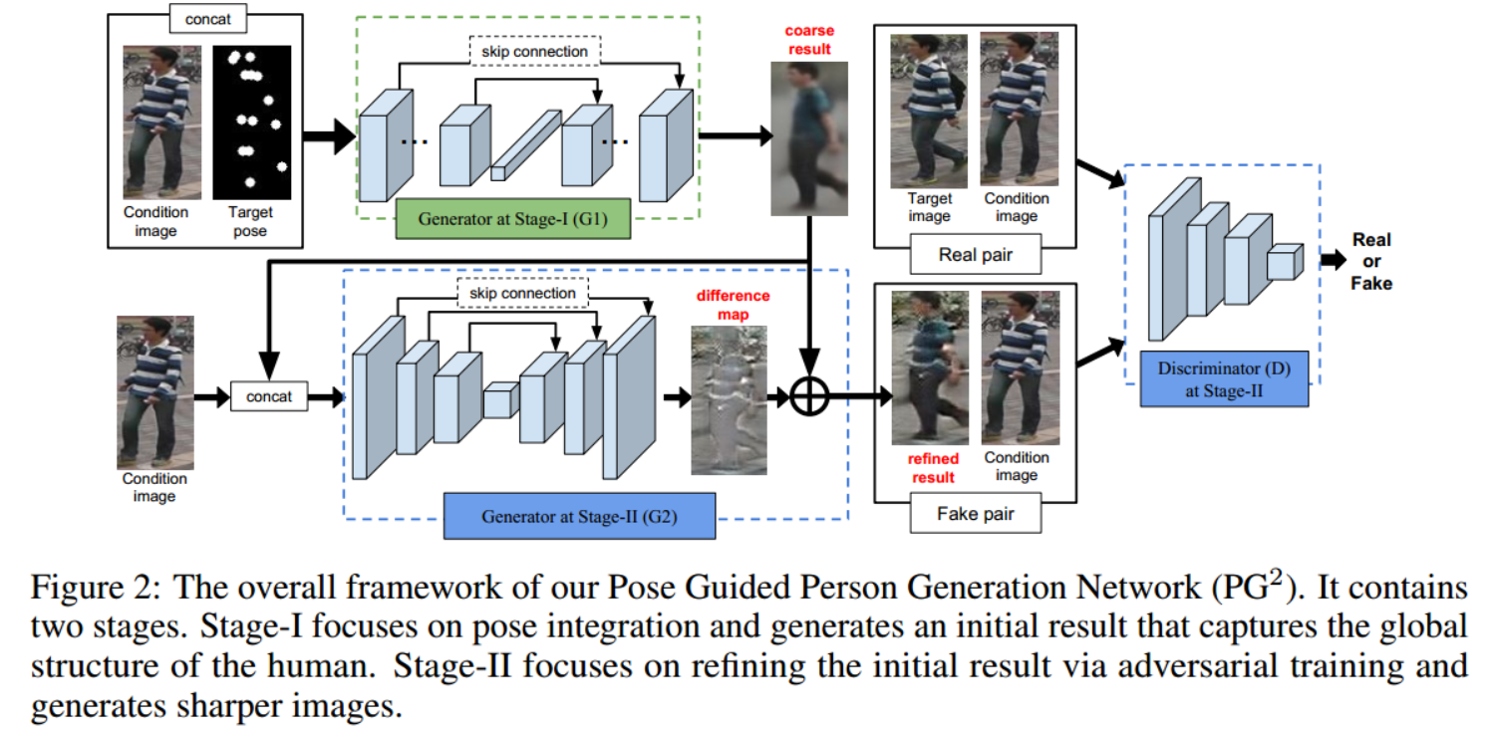 concat
Condition
image
Target
pose
skip connection
Generator at Stage-I (G1)
coarse
result
Target
image
Condition
image
Real pair
Condition
image
concat
skip connection
difference
map
Generator at Stage-II (G2)
refined
result
Condition
image
Fake pair
Discriminator (D)
at Stage-II
Real
or
Fake
Figure 2: The overall framework of our Pose Guided Person Generation Network (PG²). It contains
two stages. Stage-I focuses on pose integration and generates an initial result that captures the global
structure of the human. Stage-II focuses on refining the initial result via adversarial training and
generates sharper images.